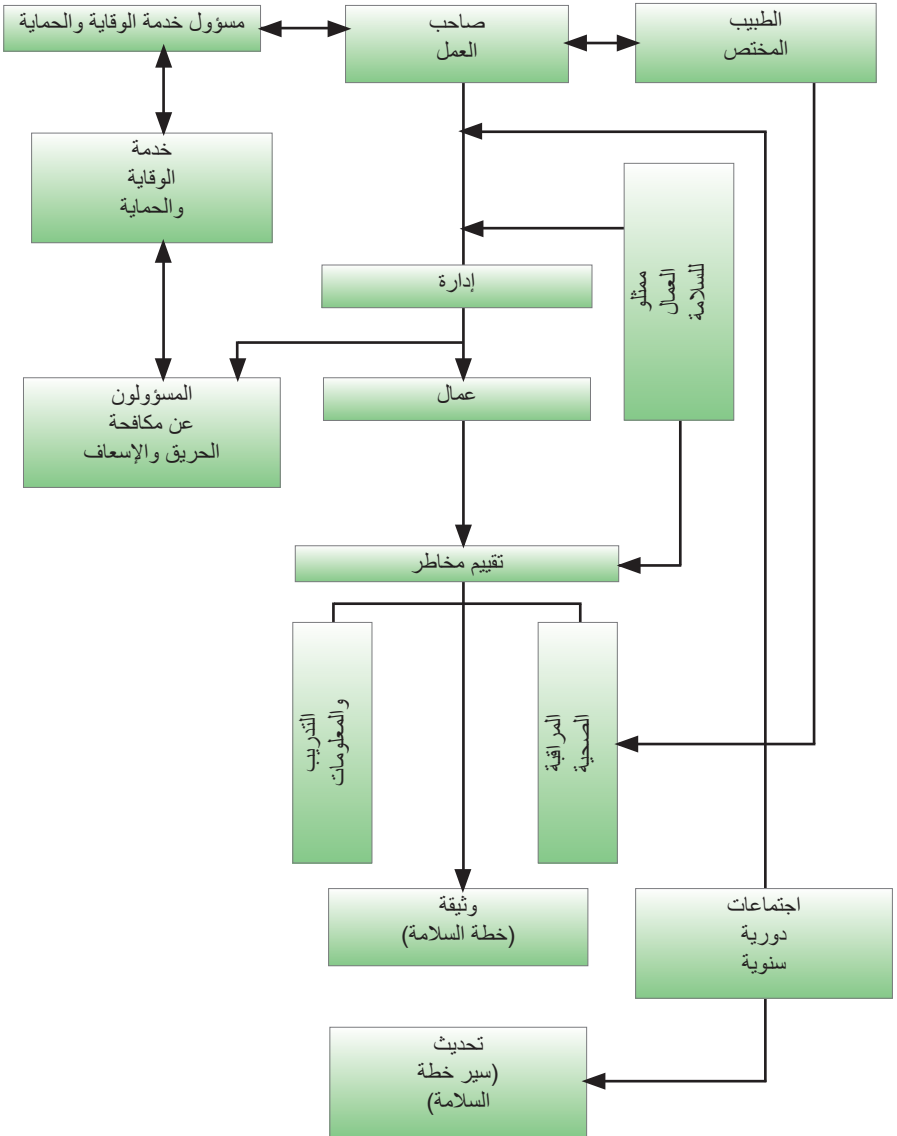 الطبيب
المختص
صاحب
العمل
مسؤول خدمة الوقاية والحماية
خدمة
الوقاية
والحماية
ممثلو
العمال
للسلامة
إدارة
عمال
المسؤولون
عن مكافحة
الحريق والإسعاف
تقييم مخاطر
المراقبة
الصحية
التدريب
والمعلومات
وثيقة
(خطة السلامة)
اجتماعات
دورية
سنوية
تحديث
(سير خطة
السلامة)